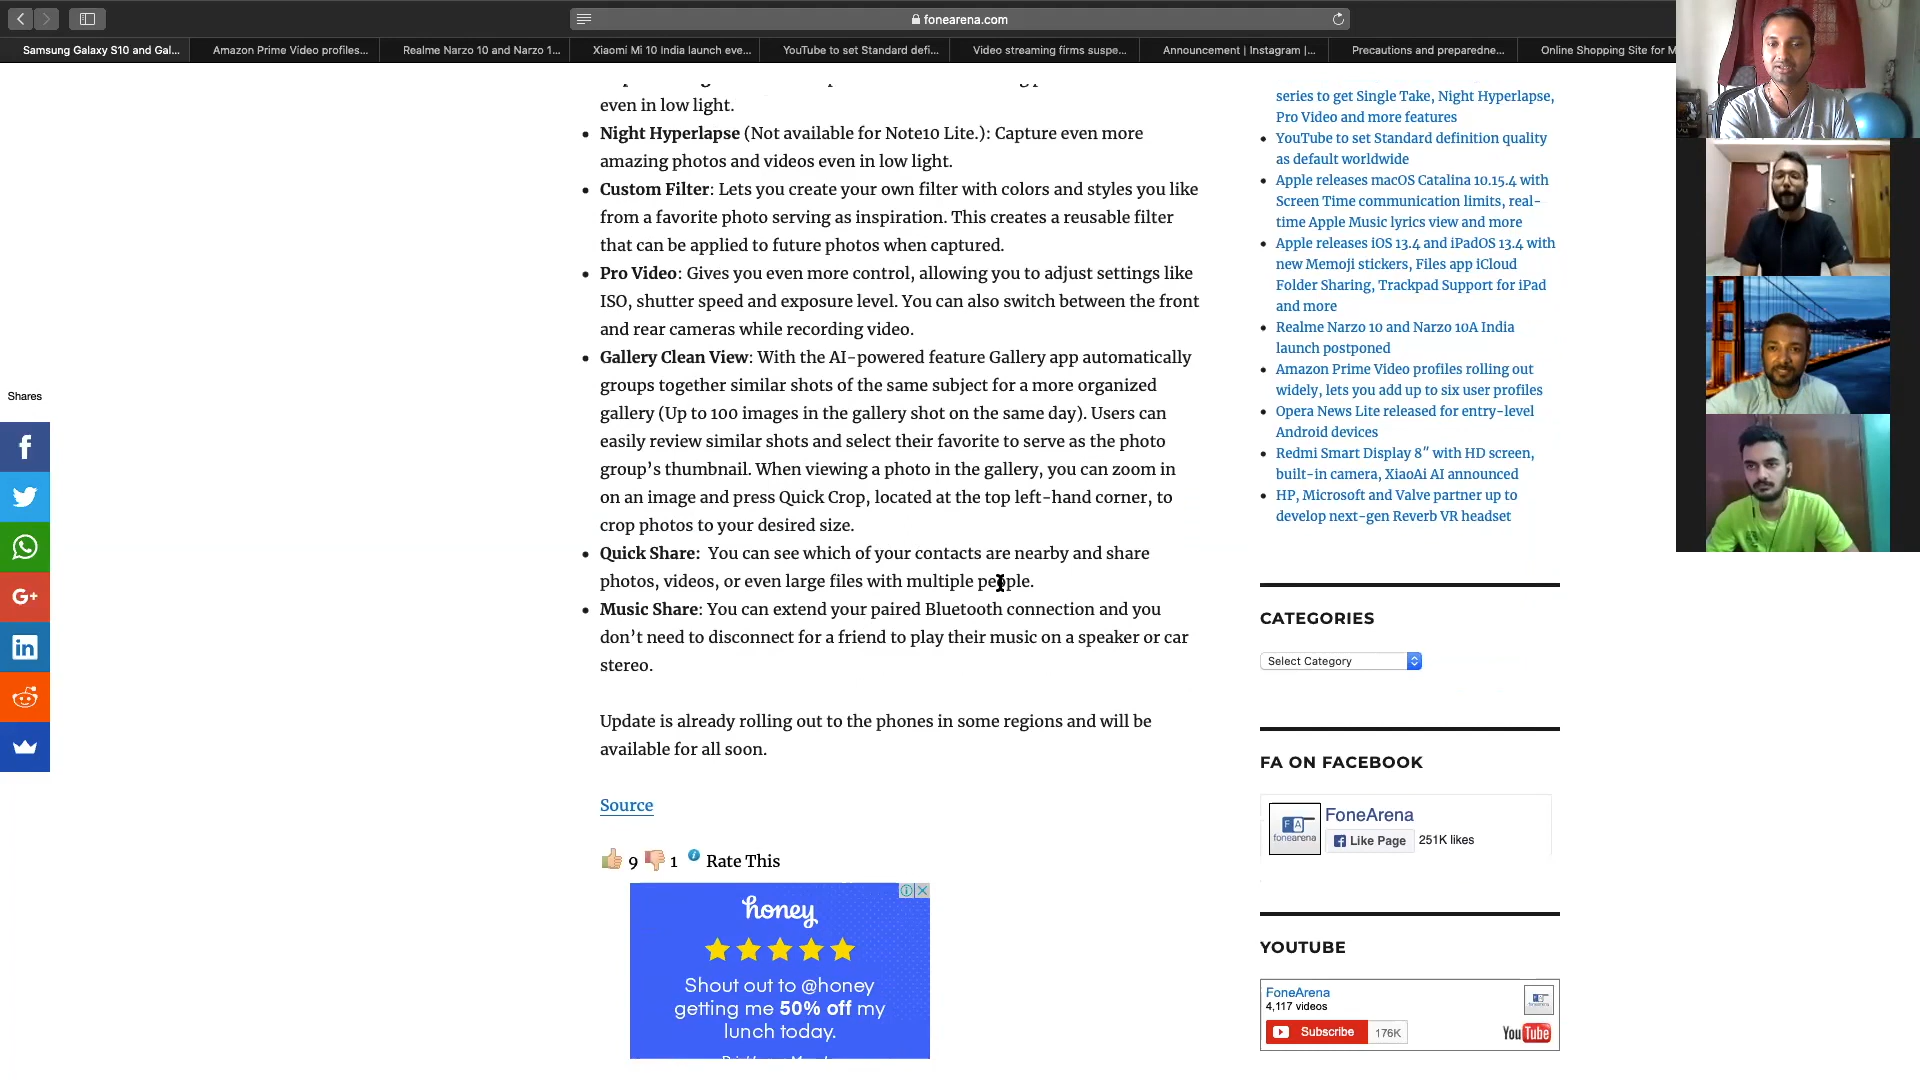 fonearena.com
Samsung Galaxy S10 and Gal...
Amazon Prime Video profiles...
Realme Narzo 10 and Narzo 1...
Xiaomi Mi 10 India launch eve...
YouTube to set Standard defi...
Video streaming firms suspe...
Announcement | Instagram |...
Precautions and preparedne...
Online Shopping Site for M
even in low light.
Night Hyperlapse (Not available for Note10 Lite.): Capture even more
amazing photos and videos even in low light.
Custom Filter: Lets you create your own filter with colors and styles you like
from a favorite photo serving as inspiration. This creates a reusable filter
that can be applied to future photos when captured.
Pro Video: Gives you even more control, allowing you to adjust settings like
ISO, shutter speed and exposure level. You can also switch between the front
and rear cameras while recording video.
Gallery Clean View: With the AI-powered feature Gallery app automatically
groups together similar shots of the same subject for a more organized
gallery (Up to 100 images in the gallery shot on the same day). Users can
easily review similar shots and select their favorite to serve as the photo
group's thumbnail. When viewing a photo in the gallery, you can zoom in
on an image and press Quick Crop, located at the top left-hand corner, to
crop photos to your desired size.
Quick Share: You can see which of your contacts are nearby and share
photos, videos, or even large files with multiple people.
Music Share: You can extend your paired Bluetooth connection and you
don't need to disconnect for a friend to play their music on a speaker or car
stereo.
Update is already rolling out to the phones in some regions and will be
available for all soon.
Source
9 1 Rate This
honey
Shout out to @honey
getting me 50% off my
lunch today.
Shares
series to get Single Take, Night Hyperlapse,
Pro Video and more features
YouTube to set Standard definition quality
as default worldwide
Apple releases macOS Catalina 10.15.4 with
Screen Time communication limits, real-
time Apple Music lyrics view and more
Apple releases iOS 13.4 and iPadOS 13.4 with
new Memoji stickers, Files app iCloud
Folder Sharing, Trackpad Support for iPad
and more
Realme Narzo 10 and Narzo 10A India
launch postponed
Amazon Prime Video profiles rolling out
widely, lets you add up to six user profiles
Opera News Lite released for entry-level
Android devices
Redmi Smart Display 8″ with HD screen,
built-in camera, XiaoAi AI announced
HP, Microsoft and Valve partner up to
develop next-gen Reverb VR headset
CATEGORIES
Select Category
FA ON FACEBOOK
FA
fonearena
FoneArena
Like Page
251K likes
YOUTUBE
FoneArena
4,117 videos
Subscribe
176K
You Tube